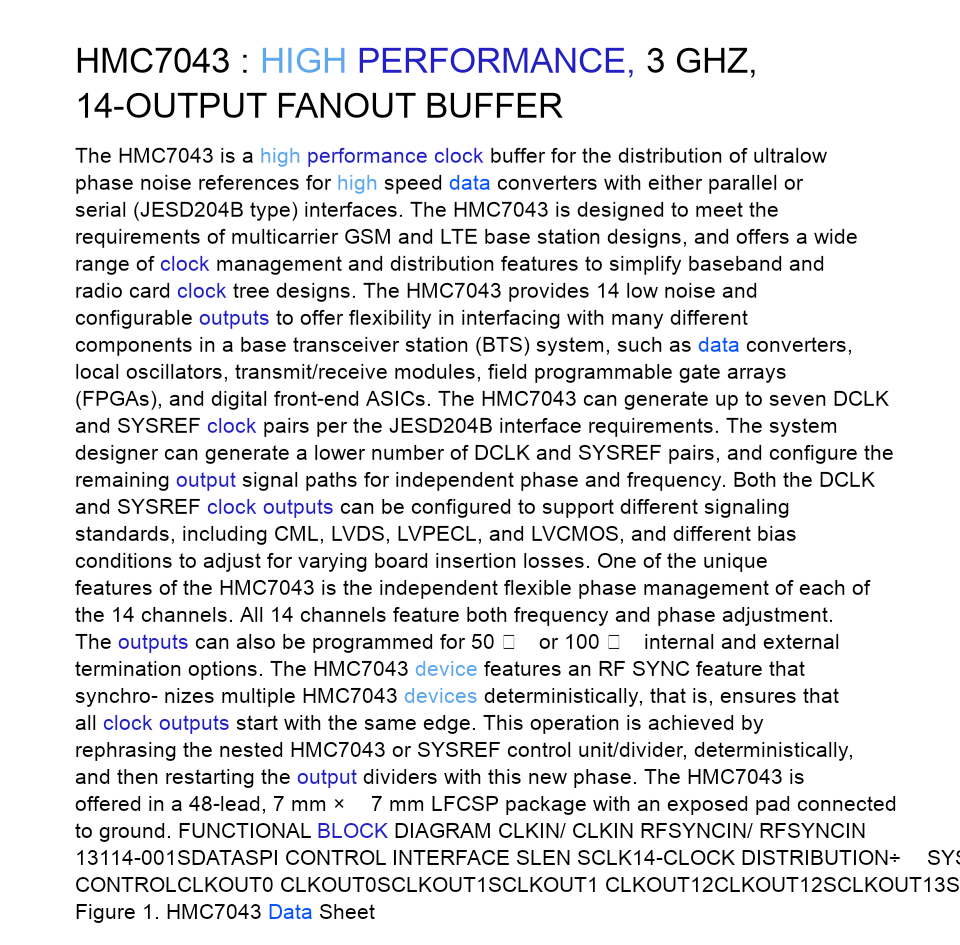 HMC7043 : HIGH PERFORMANCE, 3 GHZ,
14-OUTPUT FANOUT BUFFER
The HMC7043 is a high performance clock buffer for the distribution of ultralow
phase noise references for high speed data converters with either parallel or
serial (JESD204B type) interfaces. The HMC7043 is designed to meet the
requirements of multicarrier GSM and LTE base station designs, and offers a wide
range of clock management and distribution features to simplify baseband and
radio card clock tree designs. The HMC7043 provides 14 low noise and
configurable outputs to offer flexibility in interfacing with many different
components in a base transceiver station (BTS) system, such as data converters,
local oscillators, transmit/receive modules, field programmable gate arrays
(FPGAs), and digital front-end ASICs. The HMC7043 can generate up to seven DCLK
and SYSREF clock pairs per the JESD204B interface requirements. The system
designer can generate a lower number of DCLK and SYSREF pairs, and configure the
remaining output signal paths for independent phase and frequency. Both the DCLK
and SYSREF clock outputs can be configured to support different signaling
standards, including CML, LVDS, LVPECL, and LVCMOS, and different bias
conditions to adjust for varying board insertion losses. One of the unique
features of the HMC7043 is the independent flexible phase management of each of
the 14 channels. All 14 channels feature both frequency and phase adjustment.
The outputs can also be programmed for 50 □ or 100 □ internal and external
termination options. The HMC7043 device features an RF SYNC feature that
synchro- nizes multiple HMC7043 devices deterministically, that is, ensures that
all clock outputs start with the same edge. This operation is achieved by
rephrasing the nested HMC7043 or SYSREF control unit/divider, deterministically,
and then restarting the output dividers with this new phase. The HMC7043 is
offered in a 48-lead, 7 mm × 7 mm LFCSP package with an exposed pad connected
to ground. FUNCTIONAL BLOCK DIAGRAM CLKIN/ CLKIN RFSYNCIN/ RFSYNCIN
13114-001SDATASPI CONTROL INTERFACE SLEN SCLK14-CLOCK DISTRIBUTION÷
CONTROLCLKOUT0 CLKOUT0SCLKOUT1SCLKOUT1 CLKOUT12CLKOUT12SCLKOUT13S
Figure 1. HMC7043 Data Sheet